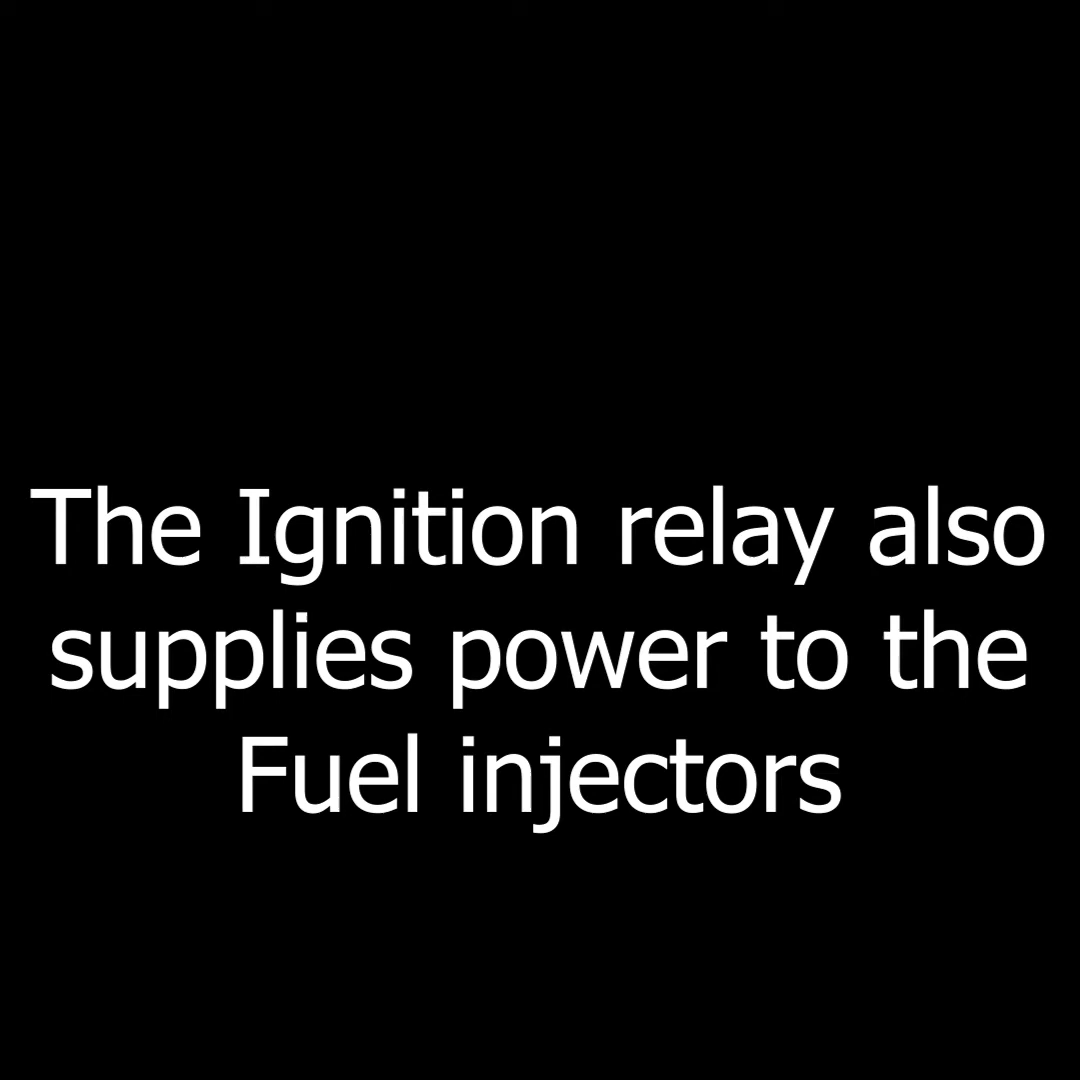 The Ignition relay also
supplies power to the
Fuel injectors